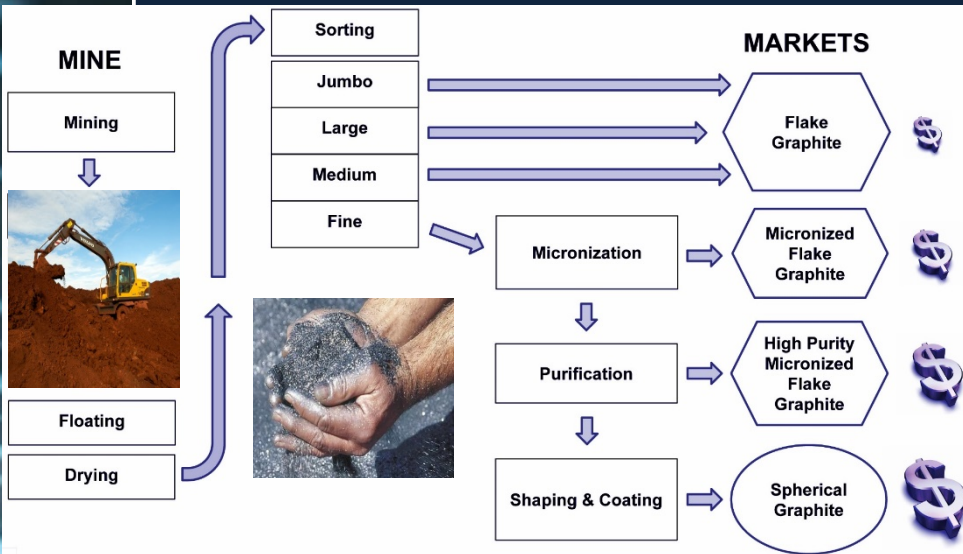 MINE
Mining
Floating
Drying
Sorting
Jumbo
Large
Medium
Fine
Micronization
Purification
Shaping & Coating
MARKETS
Flake
Graphite
Micronized
Flake
Graphite
High Purity
Micronized
Flake
Graphite
Spherical
Graphite
$
$
$
$